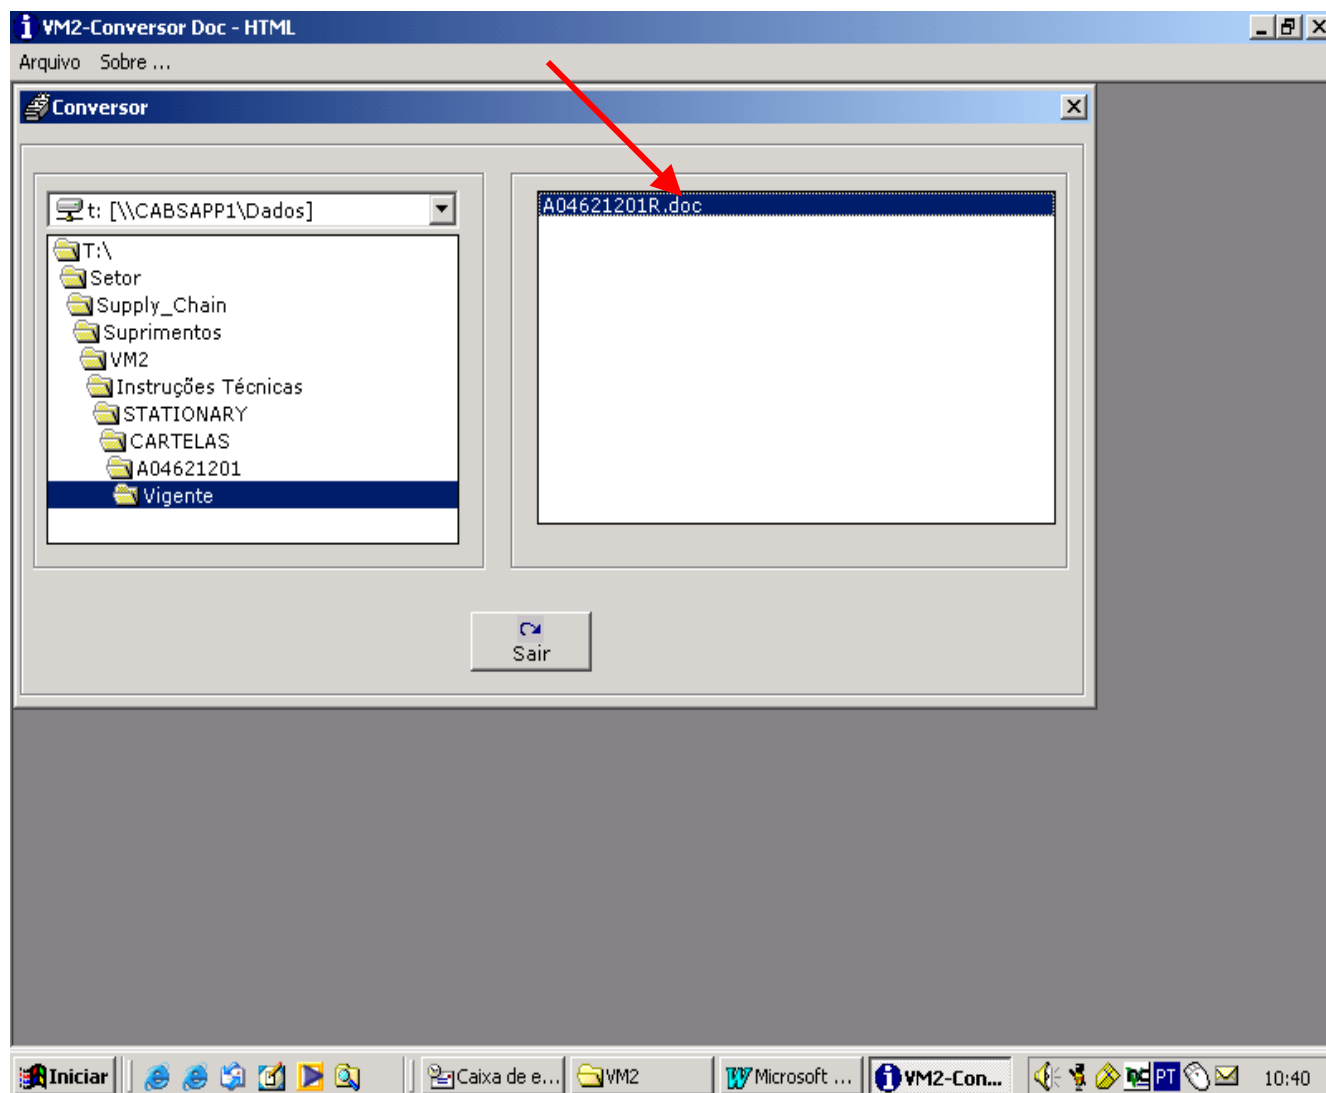 VM2-Conversor Doc - HTML
Arquivo Sobre ...
Conversor
t: [\\CABSAPP1\Dados]
T:\
Setor
Supply_Chain
Suprimentos
VM2
Instruções Técnicas
STATIONARY
CARTELAS
A04621201
Vigente
A04621201R.doc
Sair
Iniciar
Caixa de e...
VM2
Microsoft ...
VM2-Con...
PT
10:40